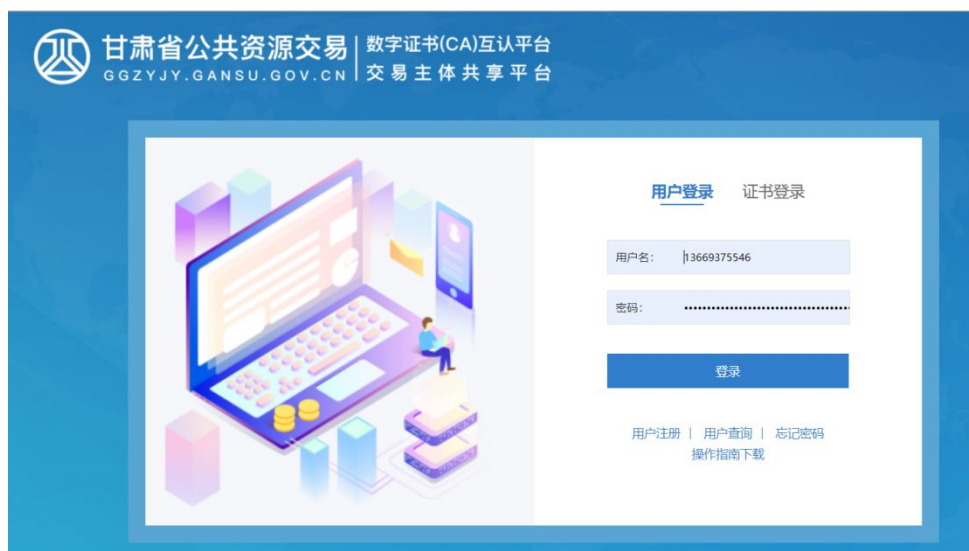 甘肃省公共资源交易
GGZYJY.GANSU.GOV.CN
数字证书(CA)互认平台
交易主体共享平台
用户登录 证书登录
用户名: 13669375546
密码: ••••••••••••••••••••••••••••••••••••
登录
用户注册 | 用户查询 | 忘记密码
操作指南下载